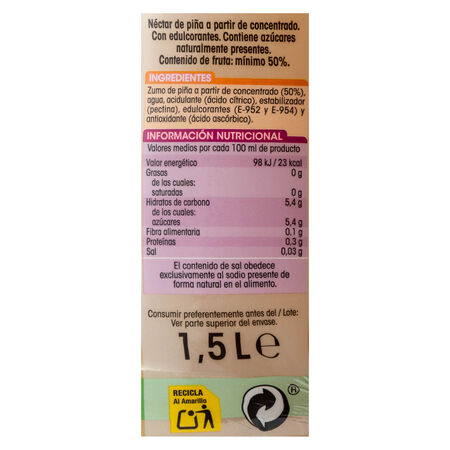 Néctar de piña a partir de concentrado.
Con edulcorantes. Contiene azúcares
naturalmente presentes.
Contenido de fruta: mínimo 50%.
INGREDIENTES
Zumo de piña a partir de concentrado (50%),
agua, acidulante (ácido cítrico), estabilizador
(pectina), edulcorantes (E-952 y E-954) y
antioxidante (ácido ascórbico).
INFORMACIÓN NUTRICIONAL
Valores medios por cada 100 ml de producto
Valor energético 98 kJ / 23 kcal
Grasas 0 g
de las cuales:
saturadas 0 g
Hidratos de carbono 5,4 g
de los cuales:
azúcares 5,4 g
Fibra alimentaria 0,1 g
Proteínas 0,3 g
Sal 0,03 g
El contenido de sal obedece
exclusivamente al sodio presente de
forma natural en el alimento.
Consumir preferentemente antes del / Lote:
Ver parte superior del envase.
1,5 L e
RECICLA
Al Amarillo
®